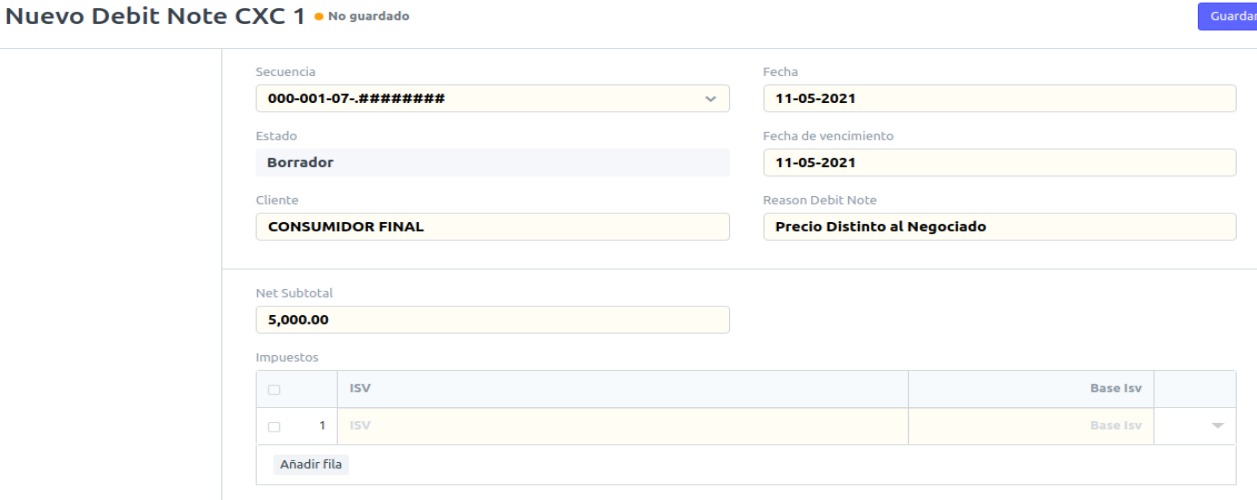 Nuevo Debit Note CXC 1 No guardado
Guardar
Secuencia
000-001-07-.########
Fecha
11-05-2021
Estado
Borrador
Fecha de vencimiento
11-05-2021
Cliente
CONSUMIDOR FINAL
Reason Debit Note
Precio Distinto al Negociado
Net Subtotal
5,000.00
Impuestos
ISV Base Isv
1 ISV Base Isv
Añadir fila